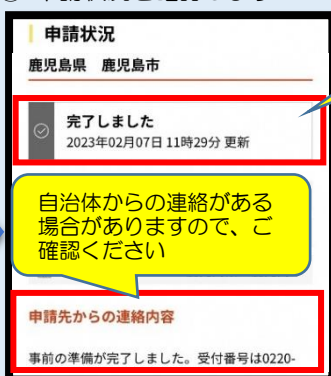 申請状況
鹿児島県 鹿児島市
完了しました
2023年02月07日 11時29分 更新
自治体からの連絡がある
場合がありますので、ご
確認ください
申請先からの連絡内容
事前の準備が完了しました。受付番号は0220-